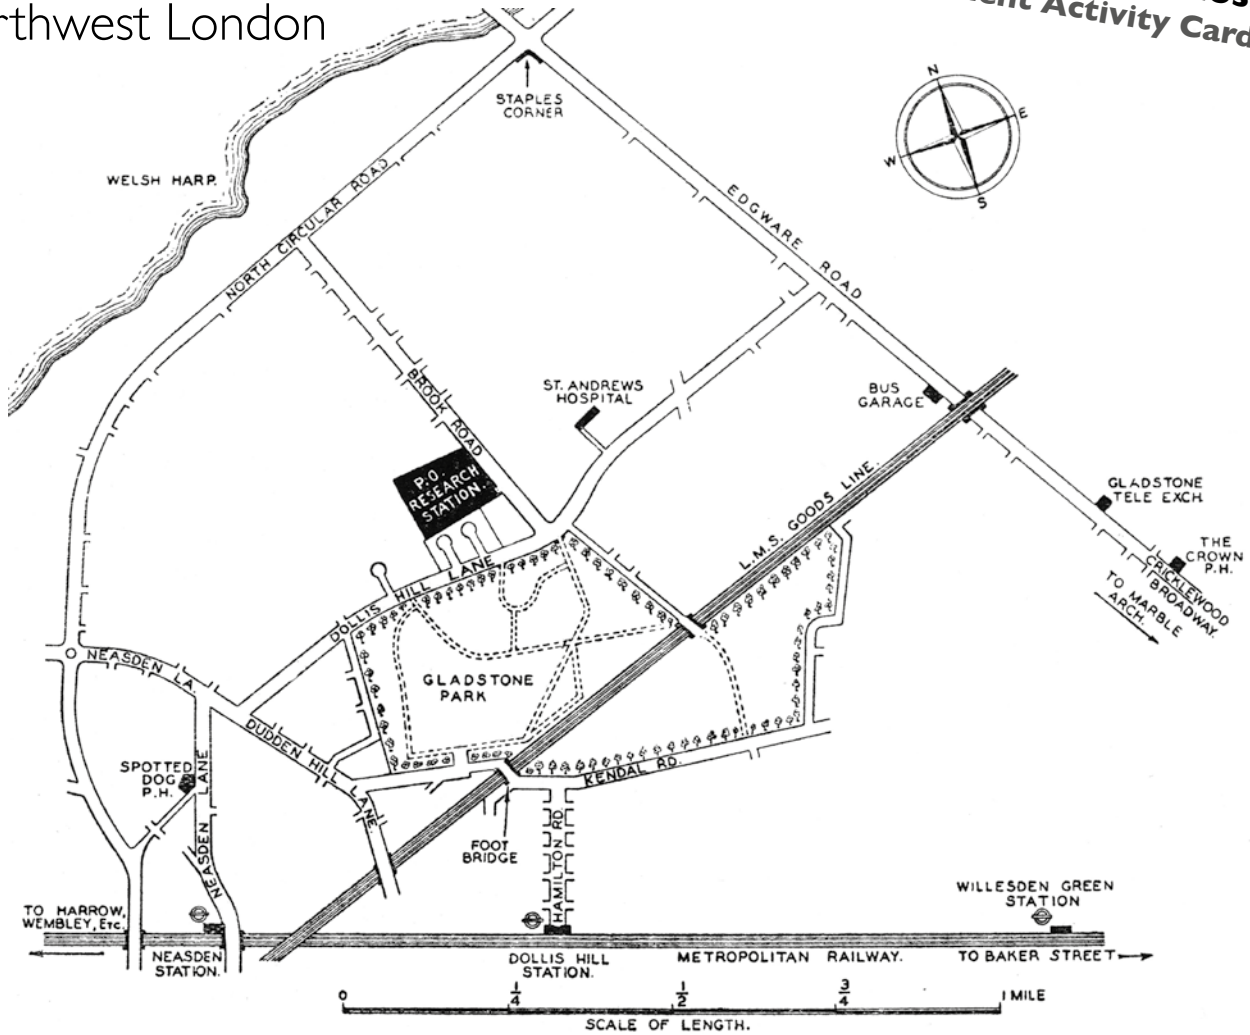 rthwest London
ent Activity Card
N
E
W
S
STAPLES
CORNER
WELSH HARP.
NORTH CIRCULAR ROAD
EDGWARE ROAD
BROOK ROAD
ST. ANDREWS
HOSPITAL
BUS
GARAGE
P.O.
RESEARCH
STATION.
L.M.S. GOODS LINE.
GLADSTONE
TELE EXCH
THE
CROWN
P.H.
CRICKLEWOOD
BROADWAY.
TO MARBLE
ARCH.
DOLLIS HILL LANE
NEASDEN LA.
GLADSTONE
PARK
DUDDEN HILL LANE.
SPOTTED
DOG
P.H.
NEASDEN LANE
KENDAL RD.
FOOT
BRIDGE
HAMILTON RD.
WILLESDEN GREEN
STATION
TO HARROW,
WEMBLEY, ETC.
NEASDEN
STATION.
DOLLIS HILL
STATION.
METROPOLITAN RAILWAY.
TO BAKER STREET
0 1/4 1/2 3/4 1 MILE
SCALE OF LENGTH.